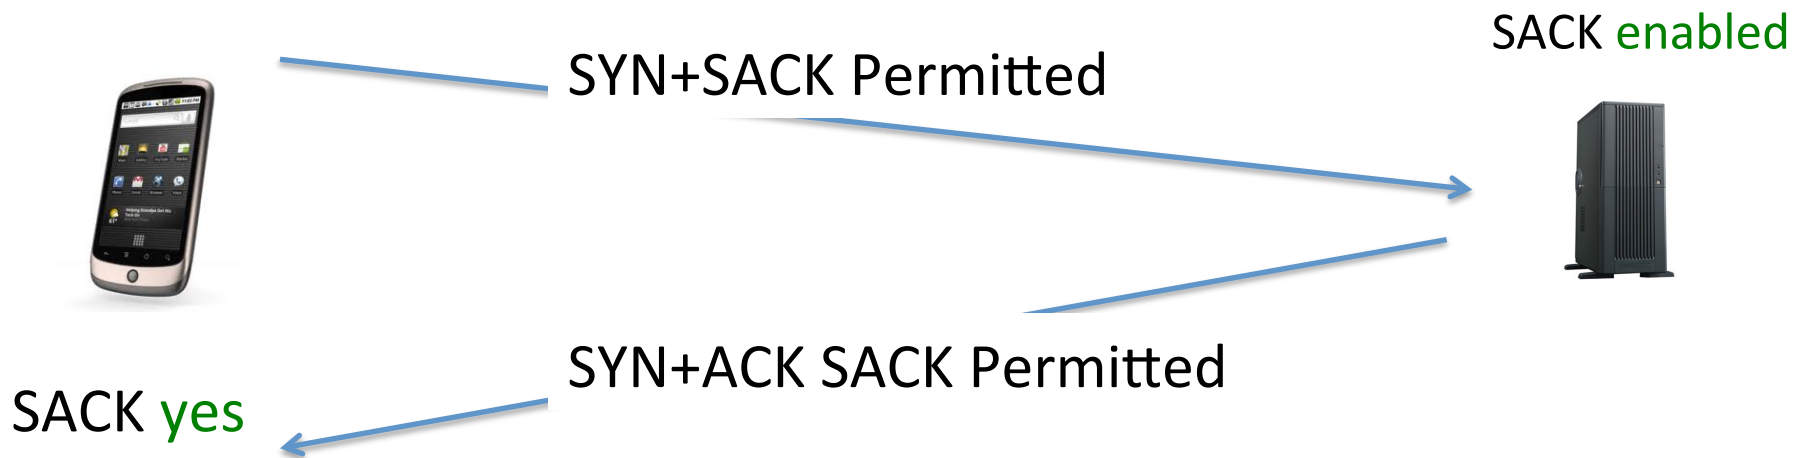 SACK enabled
SYN+SACK Permitted
SYN+ACK SACK Permitted
SACK yes